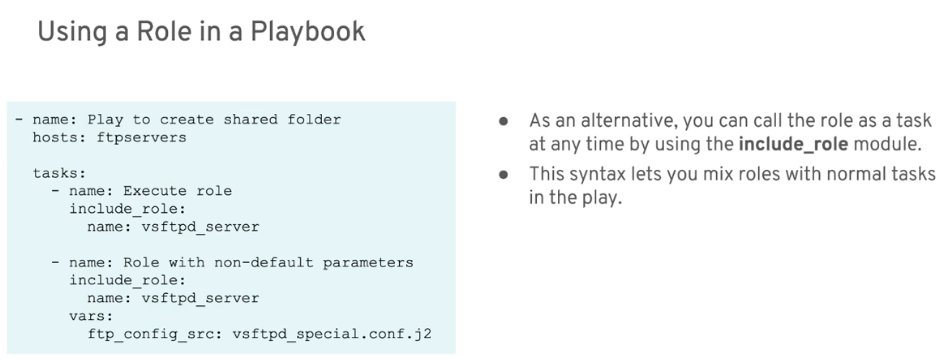 Using a Role in a Playbook
- name: Play to create shared folder
  hosts: ftpservers
  tasks:
    - name: Execute role
      include_role:
        name: vsftpd_server
    - name: Role with non-default parameters
      include_role:
        name: vsftpd_server
      vars:
        ftp_config_src: vsftpd_special.conf.j2
● As an alternative, you can call the role as a task
at any time by using the include_role module.
● This syntax lets you mix roles with normal tasks
in the play.